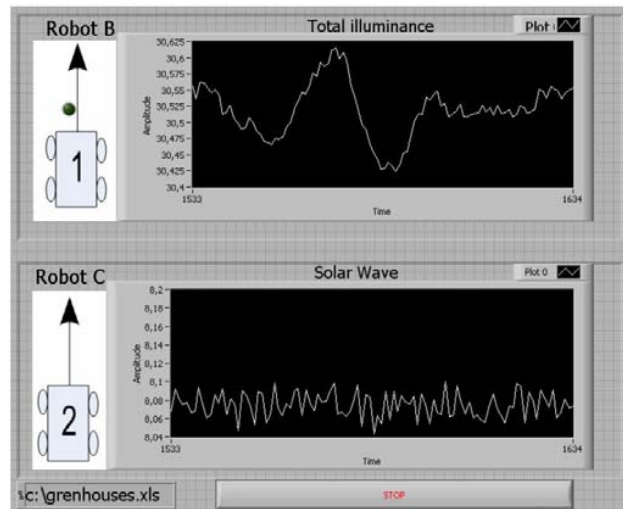 Robot B
Total illuminance
Plot
1
Amplitude
30,625
30,6
30,575
30,55
30,525
30,5
30,475
30,45
30,425
30,4
1533
1634
Time
Robot C
Solar Wave
Plot 0
2
Amplitude
8,2
8,18
8,16
8,14
8,12
8,1
8,08
8,06
8,04
1533
1634
Time
c:\grenhouses.xls
STOP